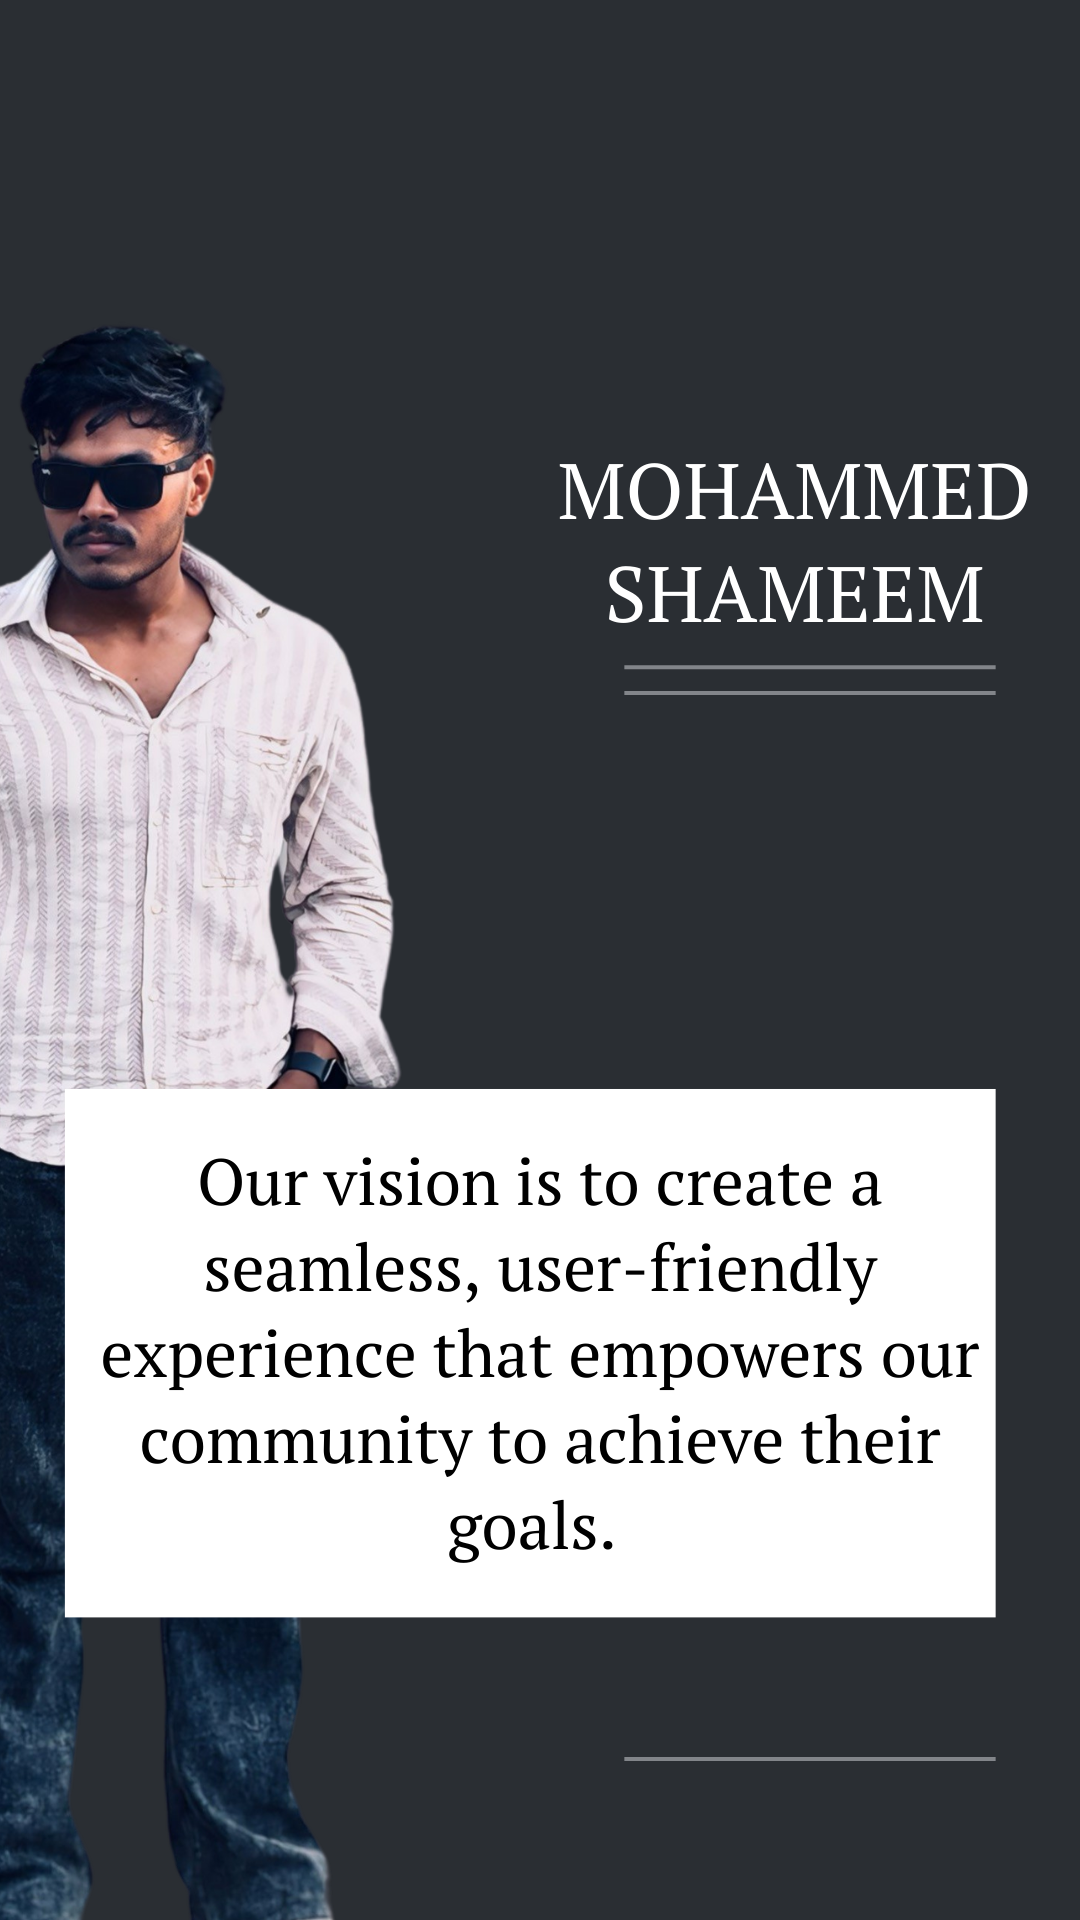 MOHAMMED
SHAMEEM
Our vision is to create a
seamless, user-friendly
experience that empowers our
community to achieve their
goals.